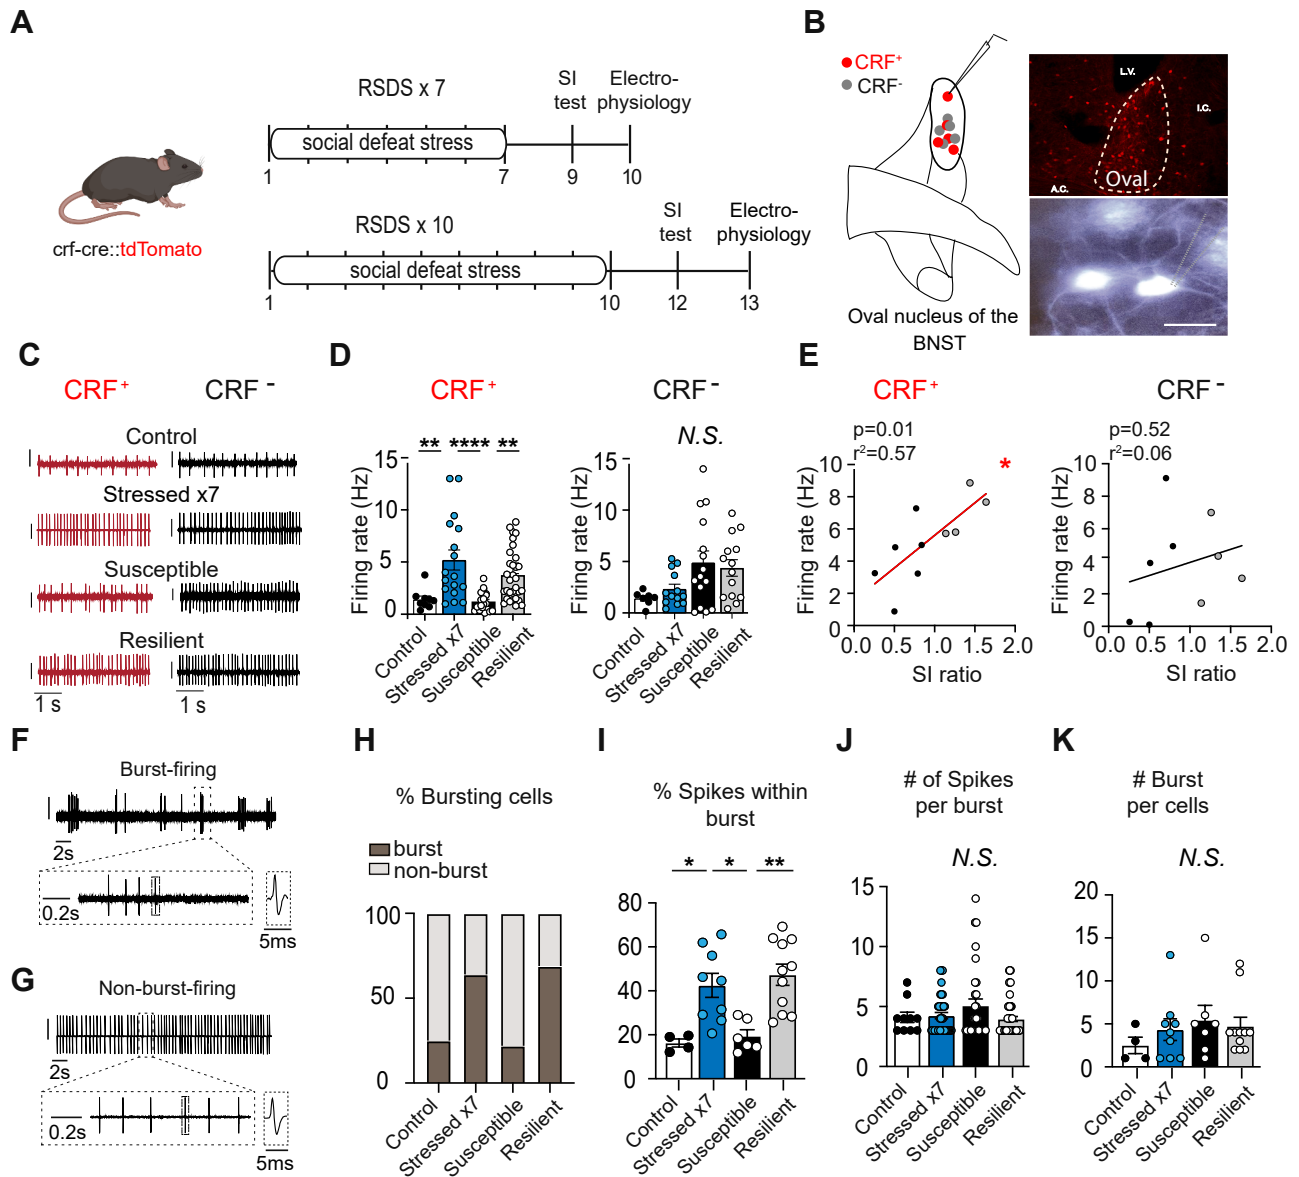 A
RSDS x 7
SI
test
Electro-
physiology
social defeat stress
1
7
9
10
crf-cre::tdTomato
RSDS x 10
SI
test
Electro-
physiology
social defeat stress
1
10
12
13
B
CRF+
CRF-
Oval nucleus of the
BNST
L.V.
I.C.
A.C.
Oval
C
CRF+
CRF -
Control
Stressed x7
Susceptible
Resilient
1 s
1 s
D
CRF+
** **** **
Firing rate (Hz)
15
10
5
0
Control
Stressed x7
Susceptible
Resilient
CRF-
N.S.
Firing rate (Hz)
15
10
5
0
Control
Stressed x7
Susceptible
Resilient
E
CRF+
p=0.01
r2=0.57
*
Firing rate (Hz)
10
8
6
4
2
0
0.0 0.5 1.0 1.5 2.0
SI ratio
CRF -
p=0.52
r2=0.06
Firing rate (Hz)
10
8
6
4
2
0
0.0 0.5 1.0 1.5 2.0
SI ratio
F
Burst-firing
2s
0.2s
5ms
G
Non-burst-firing
2s
0.2s
5ms
H
% Bursting cells
burst
non-burst
100
50
0
Control
Stressed x7
Susceptible
Resilient
I
% Spikes within
burst
* * **
80
60
40
20
0
Control
Stressed x7
Susceptible
Resilient
J
# of Spikes
per burst
N.S.
15
10
5
0
Control
Stressed x7
Susceptible
Resilient
K
# Burst
per cells
N.S.
20
15
10
5
0
Control
Stressed x7
Susceptible
Resilient